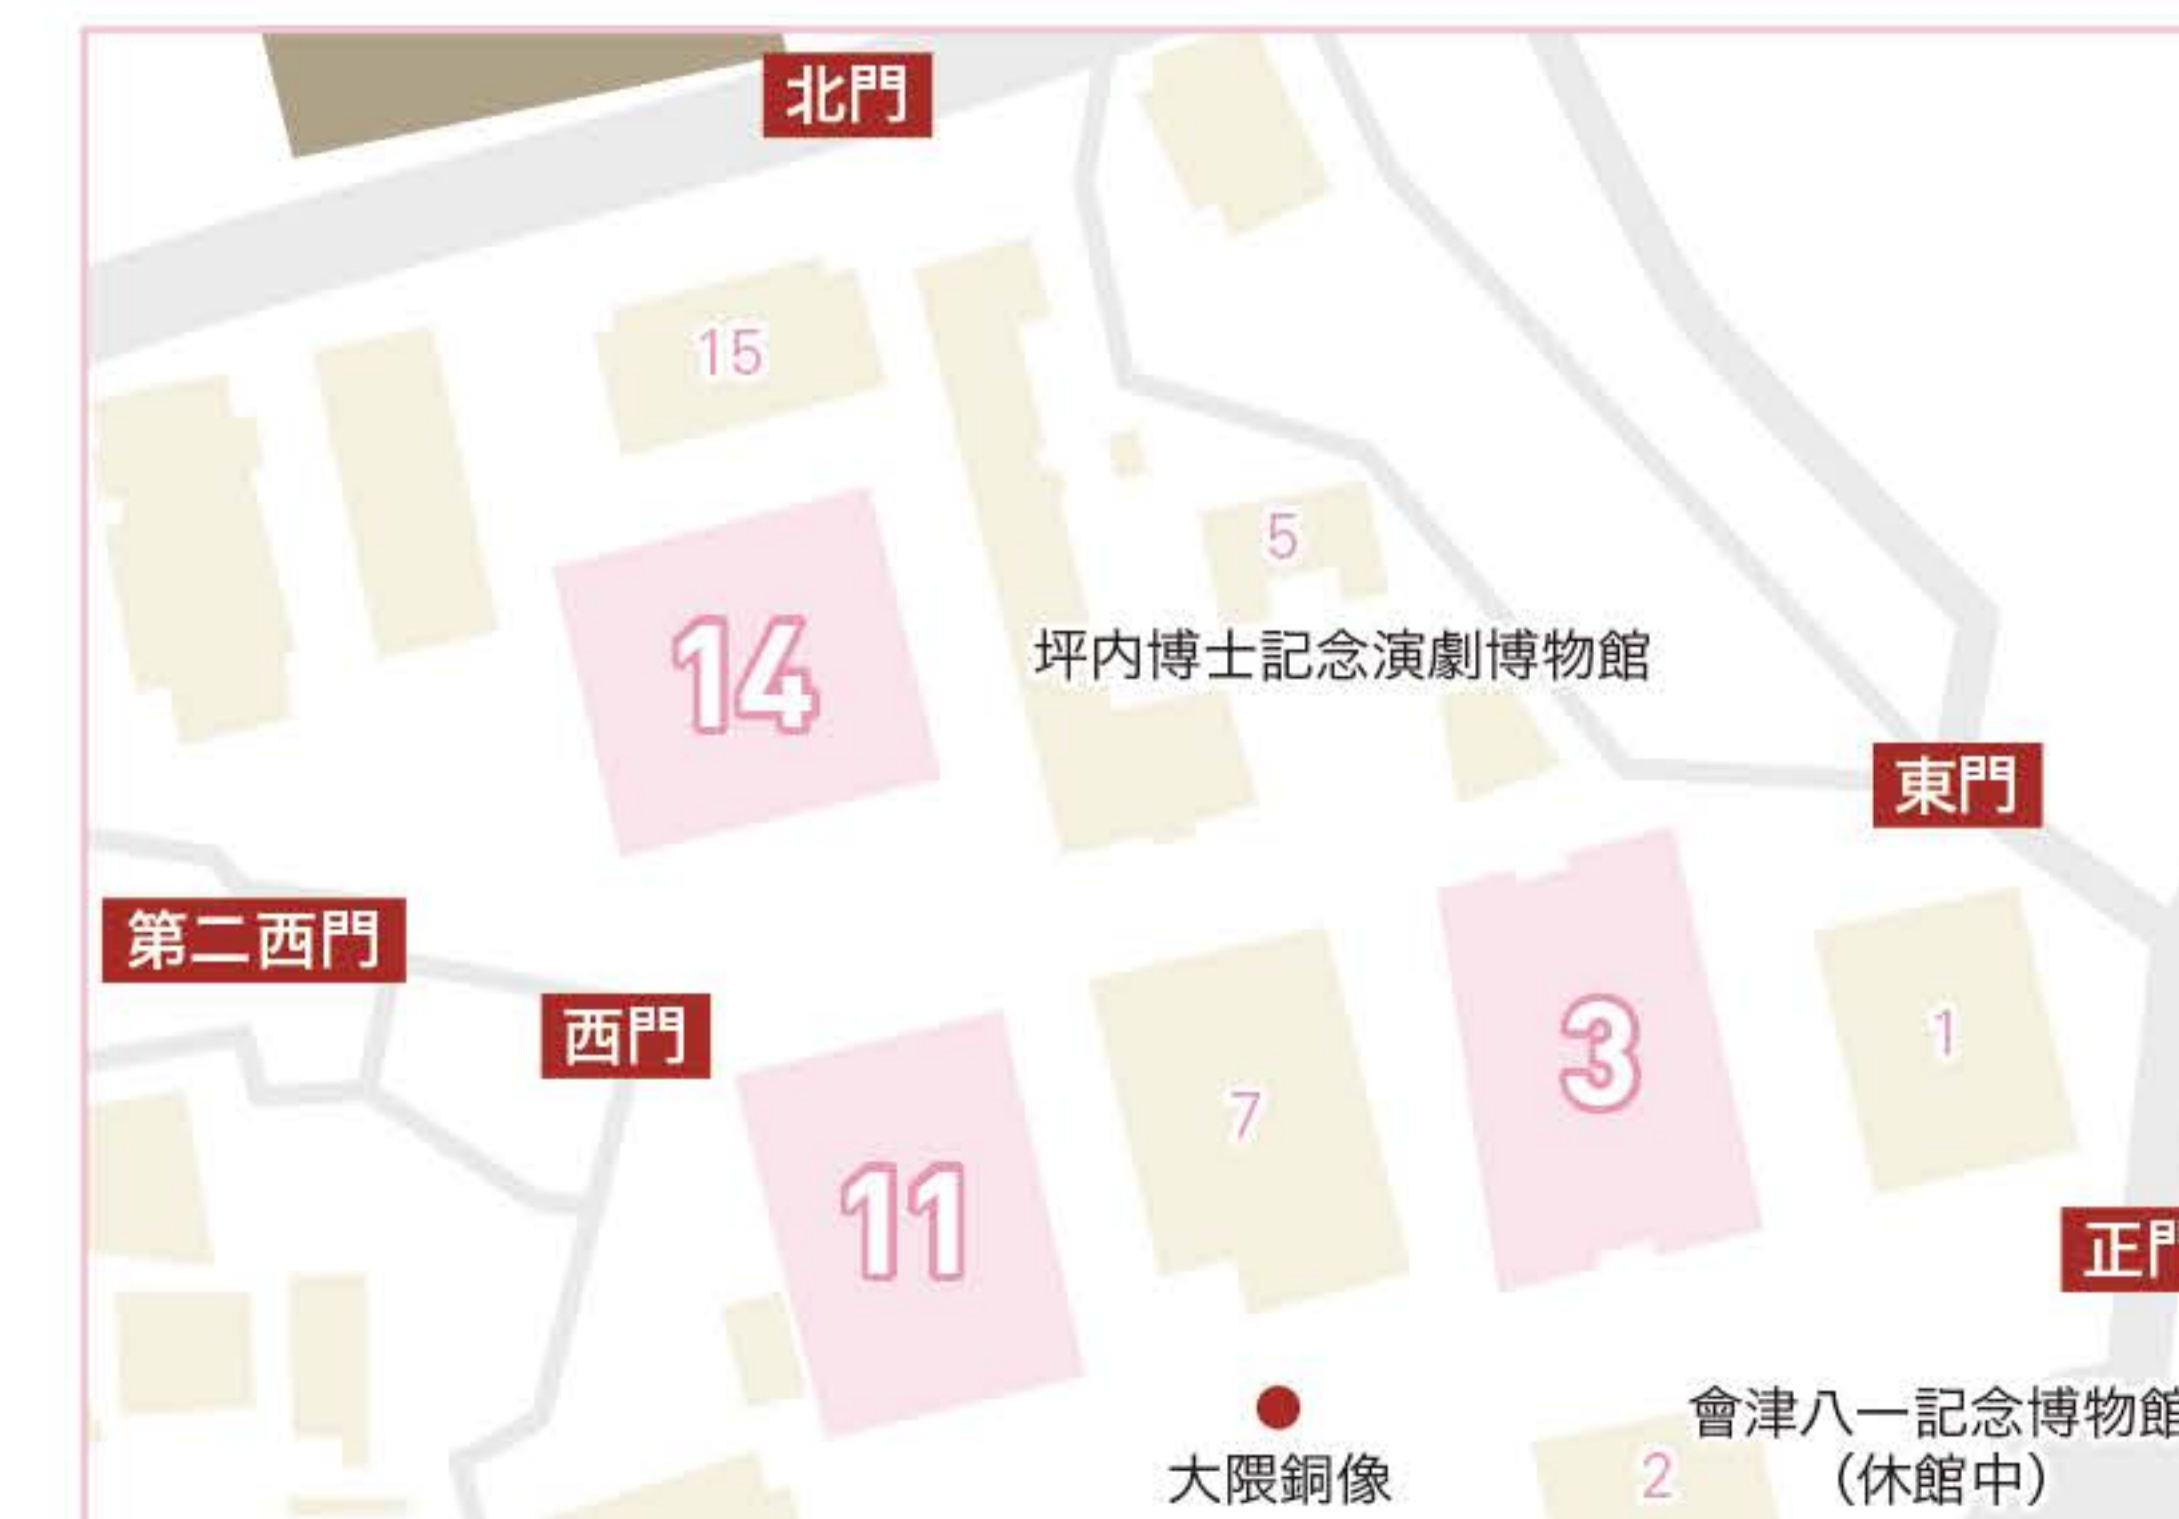 北門
15
5
14
坪内博士記念演劇博物館
東門
第二西門
西門
3
1
7
11
正門
大隈銅像
會津八一記念博物館
2
(休館中)